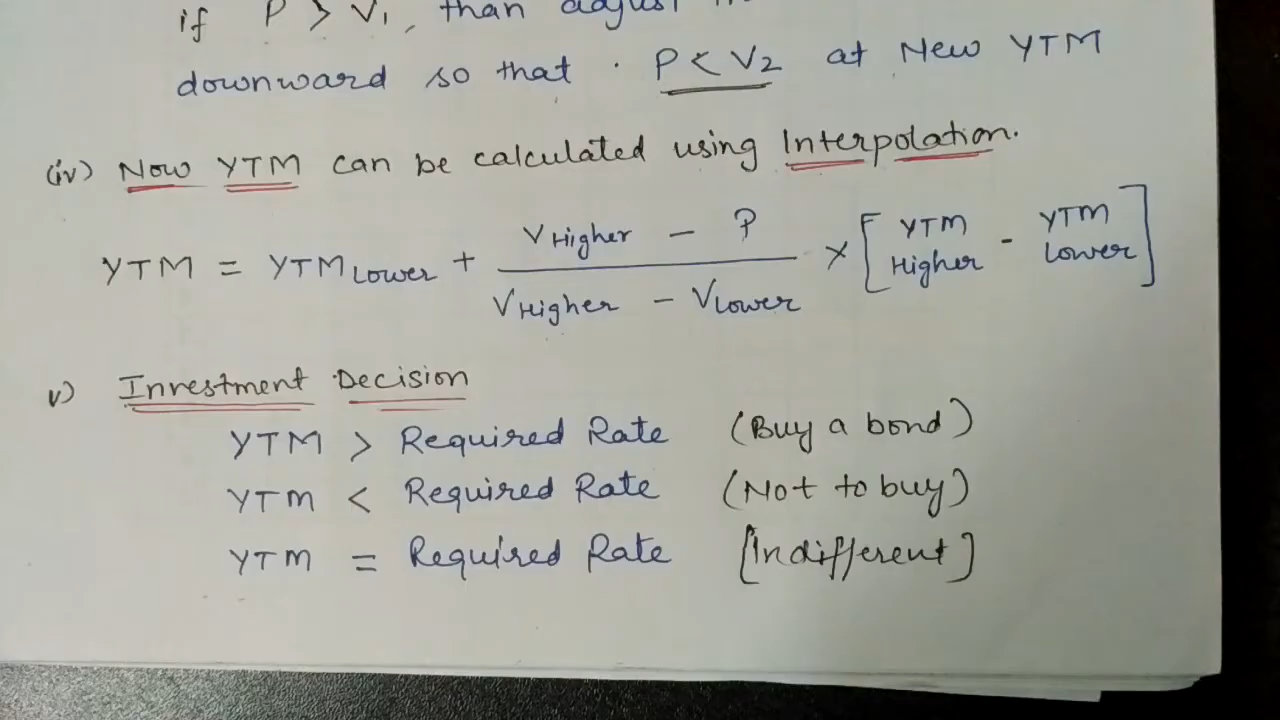 if P > V1, than adjust
downward so that . P < V2 at New YTM
(iv) Now YTM can be calculated using Interpolation.
YTM = YTM Lower + (V Higher - P) / (V Higher - V Lower) × [YTM Higher - YTM Lower]
v) Investment Decision
YTM > Required Rate (Buy a bond)
YTM < Required Rate (Not to buy)
YTM = Required Rate [Indifferent]